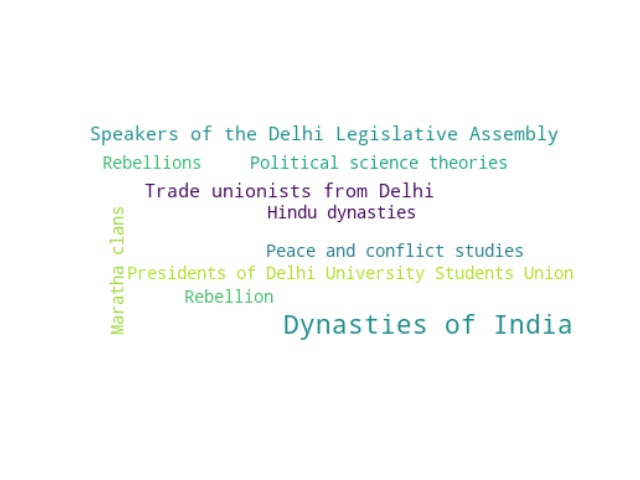 Speakers of the Delhi Legislative Assembly
Rebellions
Political science theories
Trade unionists from Delhi
Hindu dynasties
Maratha clans
Peace and conflict studies
Presidents of Delhi University Students Union
Rebellion
Dynasties of India